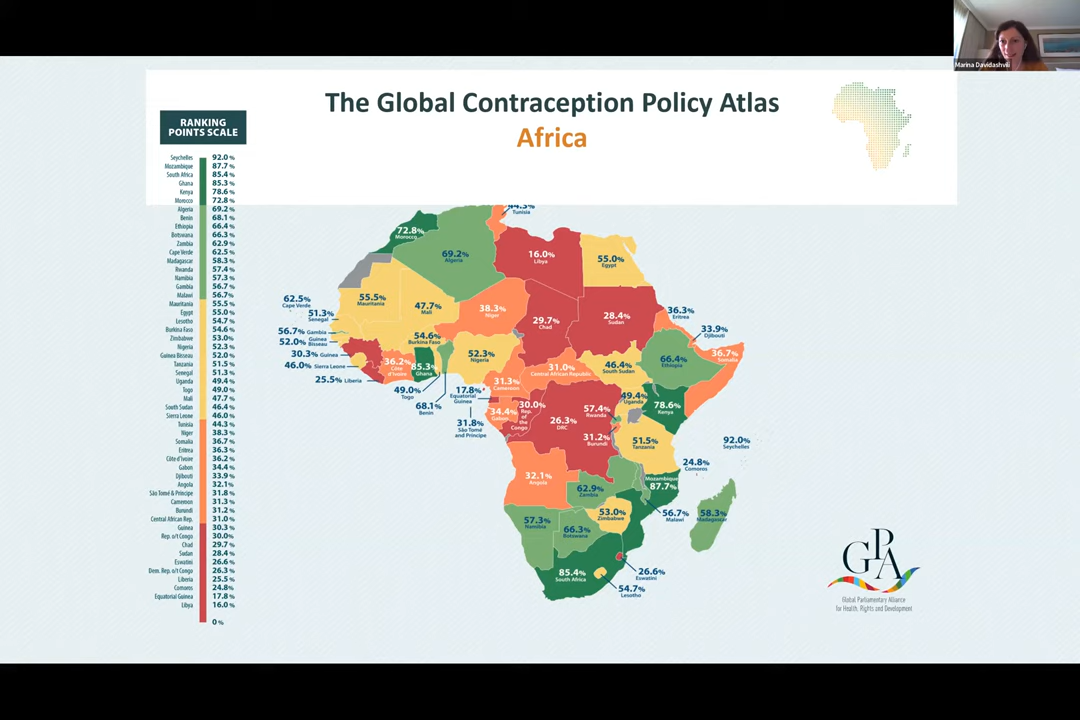 Marina Davidashvili
The Global Contraception Policy Atlas
Africa
RANKING
POINTS SCALE
Seychelles 92.0 %
Mozambique 87.7 %
South Africa 85.4 %
Ghana 85.3 %
Kenya 78.6 %
Morocco 72.8 %
Algeria 69.2 %
Benin 68.1 %
Ethiopia 66.4 %
Botswana 66.3 %
Zambia 62.9 %
Cape Verde 62.5 %
Madagascar 58.3 %
Rwanda 57.4 %
Namibia 57.3 %
Gambia 56.7 %
Malawi 56.7 %
Mauritania 55.5 %
Egypt 55.0 %
Lesotho 54.7 %
Burkina Faso 54.6 %
Zimbabwe 53.0 %
Nigeria 52.3 %
Guinea Bissau 52.0 %
Tanzania 51.5 %
Senegal 51.3 %
Uganda 49.4 %
Togo 49.0 %
Mali 47.7 %
South Sudan 46.4 %
Sierra Leone 46.0 %
Tunisia 44.3 %
Niger 38.3 %
Somalia 36.7 %
Eritrea 36.3 %
Côte d'Ivoire 36.2 %
Gabon 34.4 %
Djibouti 33.9 %
Angola 32.1 %
São Tomé & Principe 31.8 %
Cameroon 31.3 %
Burundi 31.2 %
Central African Rep. 31.0 %
Guinea 30.3 %
Rep. o/t Congo 30.0 %
Chad 29.7 %
Sudan 28.4 %
Eswatini 26.6 %
Dem. Rep. o/t Congo 26.3 %
Liberia 25.5 %
Comoros 24.8 %
Equatorial Guinea 17.8 %
Libya 16.0 %
0 %
44.3%
Tunisia
72.8%
Morocco
69.2%
Algeria
16.0%
Libya
55.0%
Egypt
62.5%
Cape Verde
55.5%
Mauritania
47.7%
Mali
38.3%
Niger
29.7%
Chad
28.4%
Sudan
36.3%
Eritrea
51.3%
Senegal
33.9%
Djibouti
56.7% Gambia
52.0% Guinea
Bissau
54.6%
Burkina Faso
52.3%
Nigeria
66.4%
Ethiopia
36.7%
Somalia
30.3% Guinea
46.0% Sierra Leone
25.5% Liberia
36.2%
Côte
d'Ivoire
85.3%
Ghana
49.0%
Togo
68.1%
Benin
31.3%
Cameroon
31.0%
Central African Republic
46.4%
South Sudan
17.8%
Equatorial
Guinea
31.8%
São Tomé
and Principe
34.4%
Gabon
30.0%
Rep.
of the
Congo
26.3%
DRC
57.4%
Rwanda
31.2%
Burundi
49.4%
Uganda
78.6%
Kenya
51.5%
Tanzania
92.0%
Seychelles
24.8%
Comoros
32.1%
Angola
62.9%
Zambia
Mozambique
87.7%
56.7%
Malawi
58.3%
Madagascar
57.3%
Namibia
66.3%
Botswana
53.0%
Zimbabwe
85.4%
South Africa
26.6%
Eswatini
54.7%
Lesotho
GPA
Global Parliamentary Alliance
for Health, Rights and Development